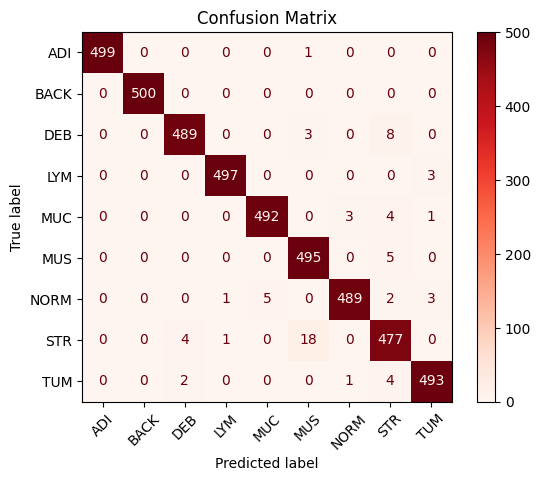 Confusion Matrix
ADI 499 0 0 0 0 1 0 0 0
BACK 0 500 0 0 0 0 0 0 0
DEB 0 0 489 0 0 3 0 8 0
LYM 0 0 0 497 0 0 0 0 3
MUC 0 0 0 0 492 0 3 4 1
MUS 0 0 0 0 0 495 0 5 0
NORM 0 0 0 1 5 0 489 2 3
STR 0 0 4 1 0 18 0 477 0
TUM 0 0 2 0 0 0 1 4 493
ADI BACK DEB LYM MUC MUS NORM STR TUM
Predicted label
True label
500
400
300
200
100
0